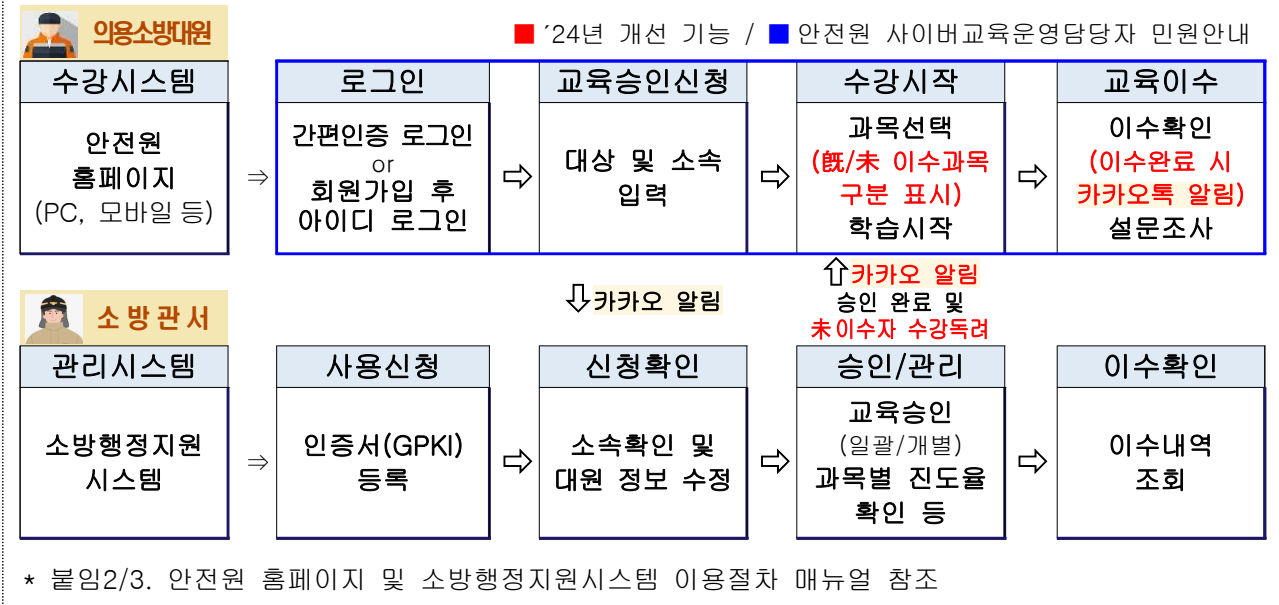 의용소방대원
■ ´24년 개선 기능 / ■ 안전원 사이버교육운영담당자 민원안내
수강시스템
안전원
홈페이지
(PC, 모바일 등)
⇒
로그인
간편인증 로그인
or
회원가입 후
아이디 로그인
⇨
교육승인신청
대상 및 소속
입력
⇨
수강시작
과목선택
(旣/未 이수과목
구분 표시)
학습시작
⇨
교육이수
이수확인
(이수완료 시
카카오톡 알림)
설문조사
⇩카카오 알림
⇧카카오 알림
승인 완료 및
未이수자 수강독려
소방관서
관리시스템
소방행정지원
시스템
⇒
사용신청
인증서(GPKI)
등록
⇨
신청확인
소속확인 및
대원 정보 수정
⇨
승인/관리
교육승인
(일괄/개별)
과목별 진도율
확인 등
⇨
이수확인
이수내역
조회
* 붙임2/3. 안전원 홈페이지 및 소방행정지원시스템 이용절차 매뉴얼 참조